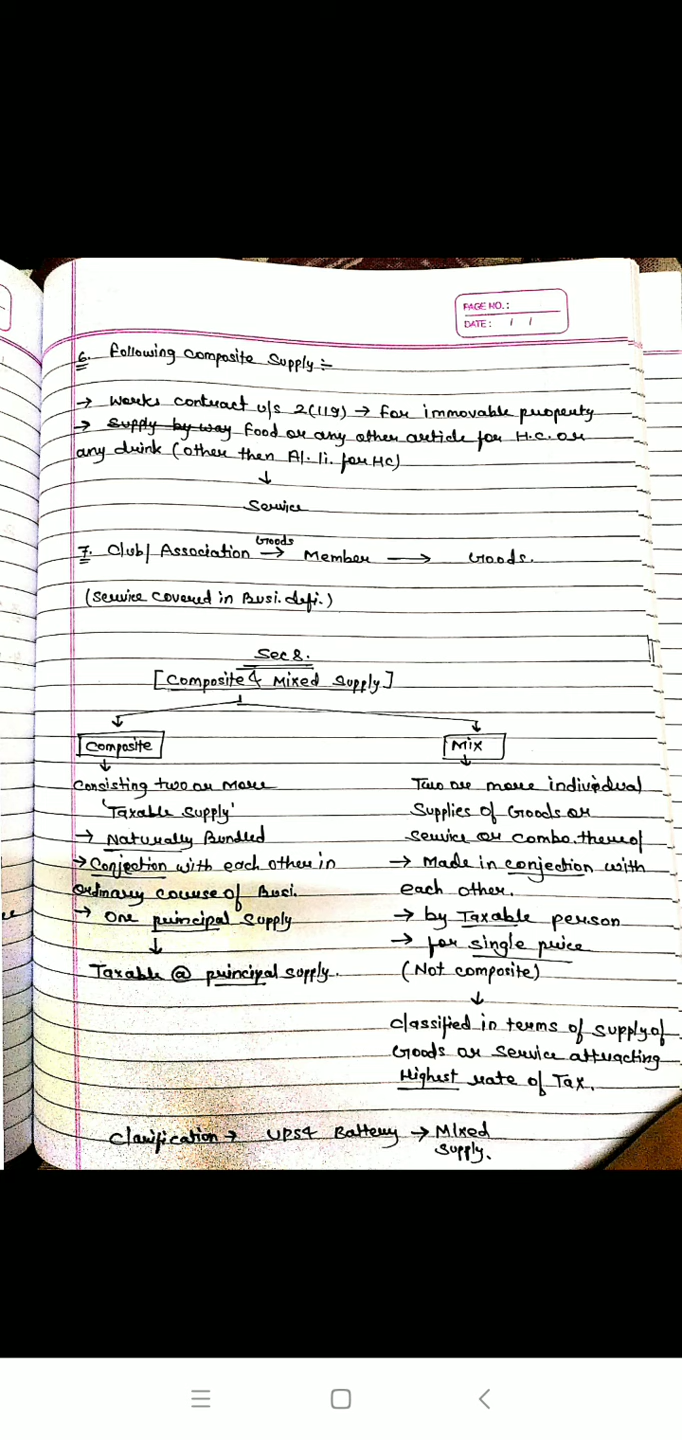 PAGE NO.:
DATE: / /
6. Following Composite Supply :-
→ Works contract u/s 2(119) → for immovable property
→ Supply by way Food or any other article for H.C. or
any drink (other then Al. li. for HC)
↓
Service
7. Club/ Association Goods → Member → Goods.
(Service covered in Busi. defi.)
Sec 8.
[Composite & Mixed Supply]
Composite
Mix
Consisting two or more
'Taxable Supply'
→ Naturally Bundled
→ Conjection with each other in
ordinary course of Busi.
→ One principal Supply
↓
Taxable @ principal supply.
Two or more individual
Supplies of Goods or
Service or combo. thereof
→ Made in conjection with
each other.
→ by Taxable person
→ for single price
(Not composite)
↓
Classified in terms of supply of
Goods or Service attracting
Highest rate of Tax.
Clarification → UPS & Battery → Mixed
Supply.